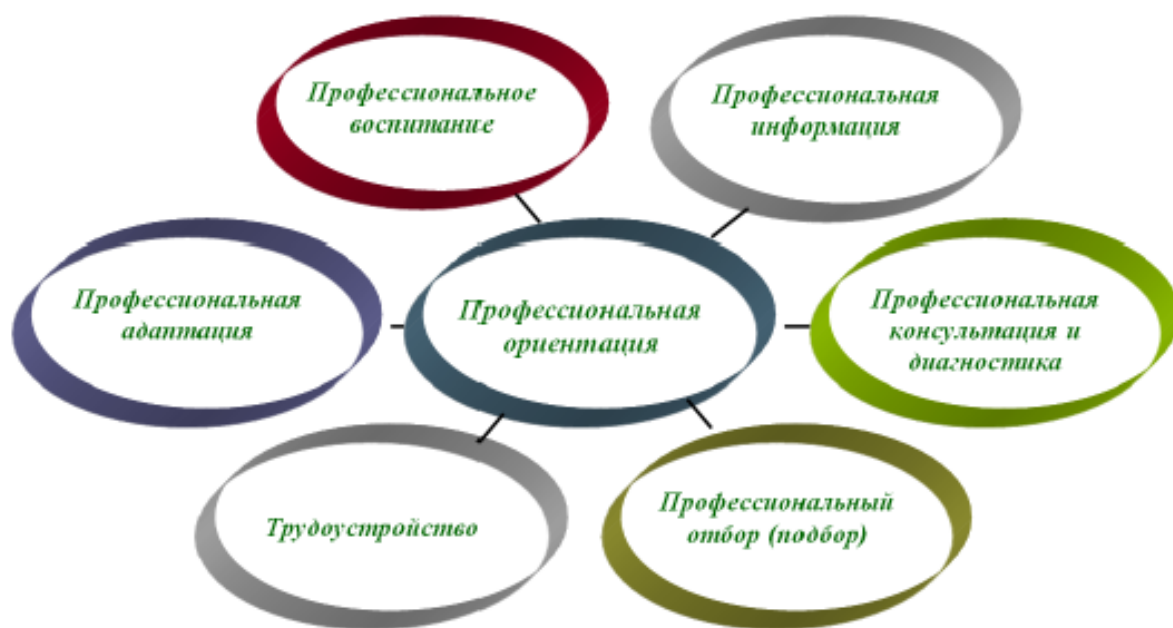 Профессиональное
воспитание
Профессиональная
информация
Профессиональная
адаптация
Профессиональная
ориентация
Профессиональная
консультация и
диагностика
Трудоустройство
Профессиональный
отбор (подбор)